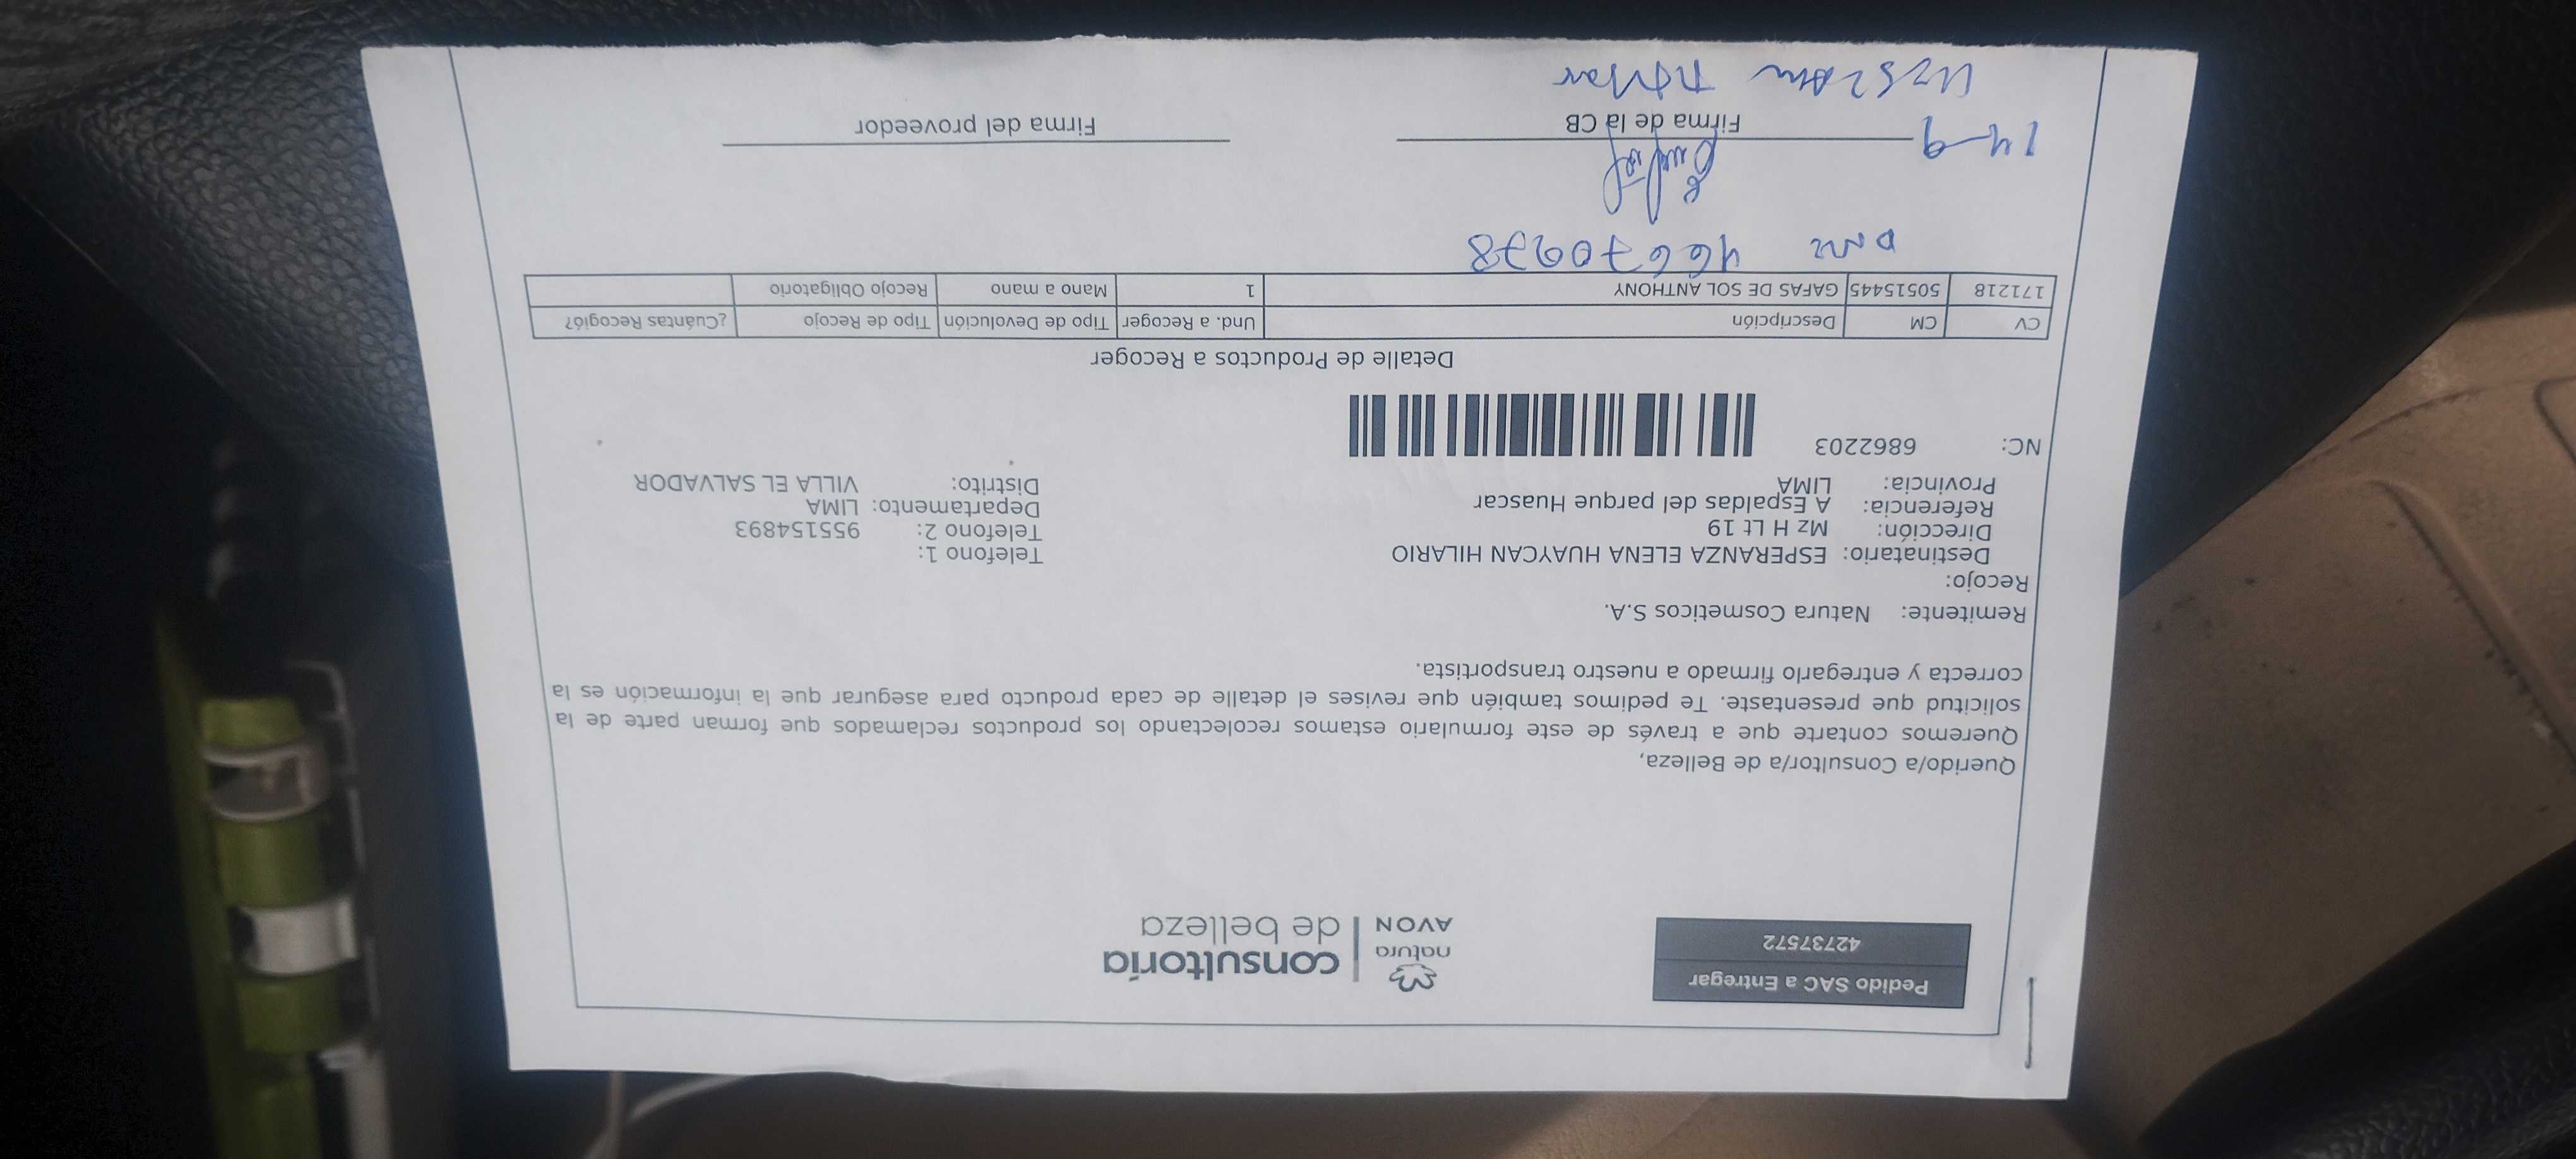 Pedido SAC a Entregar
42737572
natura
AVON
consultoría
de belleza
Querido/a Consultor/a de Belleza,
Queremos contarte que a través de este formulario estamos recolectando los productos reclamados que forman parte de la
solicitud que presentaste. Te pedimos también que revises el detalle de cada producto para asegurar que la información es la
correcta y entregarlo firmado a nuestro transportista.
Remitente: Natura Cosmeticos S.A.
Recojo:
Destinatario: ESPERANZA ELENA HUAYCAN HUARIO Telefono 1:
Dirección: Mz H Lt 19 Telefono 2: 955154893
Referencia: A Espaldas del parque Huascar Departamento: LIMA
Provincia: LIMA Distrito: VILLA EL SALVADOR
NC: 6862203
Detalle de Productos a Recoger
CV CM Descripción Und. a Recoger Tipo de Devolución Tipo de Recojo ¿Cuántas Recogió?
171218 50515445 GAFAS DE SOL ANTHONY 1 Mano a mano Recojo Obligatorio
DNI 46670978
14-9
Firma de la CB Firma del proveedor